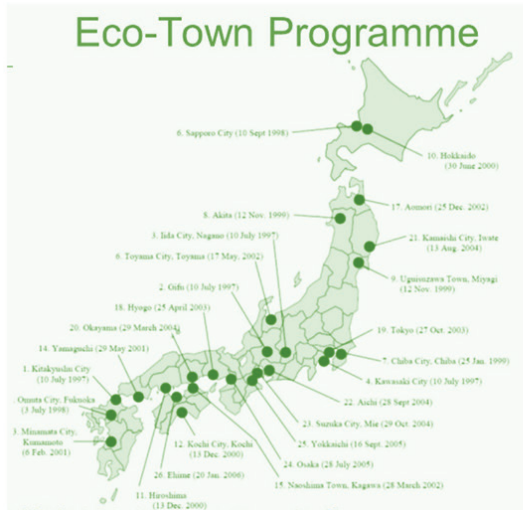 Eco-Town Programme
6. Sapporo City (10 Sept 1998)
10. Hokkaido
(30 June 2000)
17. Aomori (25 Dec. 2002)
8. Akita (12 Nov. 1999)
3. Iida City, Nagano (10 July 1997)
21. Kamaishi City, Iwate
(13 Aug. 2004)
6. Toyama City, Toyama (17 May. 2002)
9. Uguisuzawa Town, Miyagi
(12 Nov. 1999)
2. Gifu (10 July 1997)
18. Hyogo (25 April 2003)
20. Okayama (29 March 2004)
19. Tokyo (27 Oct. 2003)
14. Yamaguchi (29 May 2001)
7. Chiba City, Chiba (25 Jan. 1999)
1. Kitakyushu City
(10 July 1997)
4. Kawasaki City (10 July 1997)
Omuta City, Fukuoka
(3 July 1998)
22. Aichi (28 Sept 2004)
23. Suzuka City, Mie (29 Oct. 2004)
3. Minamata City,
Kumamoto
(6 Feb. 2001)
12. Kochi City, Kochi
(13 Dec. 2000)
25. Yokkaichi (16 Sept. 2005)
24. Osaka (28 July 2005)
26. Ehime (20 Jan. 2006)
15. Naoshima Town, Kagawa (28 March 2002)
11. Hiroshima
(13 Dec. 2000)